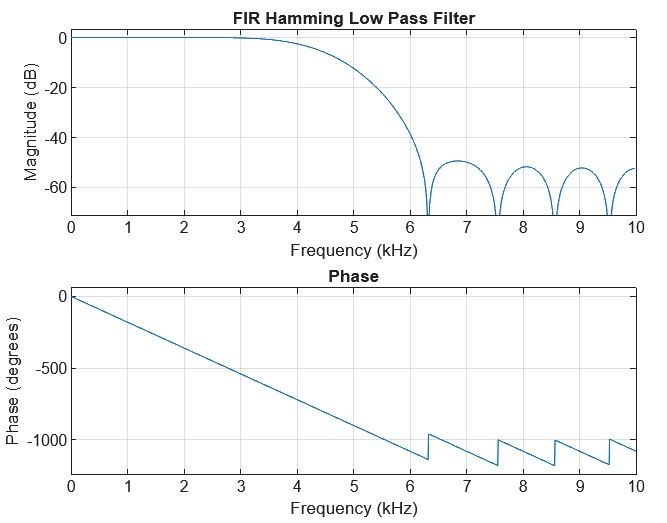 FIR Hamming Low Pass Filter
Magnitude (dB)
0
-20
-40
-60
0 1 2 3 4 5 6 7 8 9 10
Frequency (kHz)
Phase
Phase (degrees)
0
-500
-1000
0 1 2 3 4 5 6 7 8 9 10
Frequency (kHz)